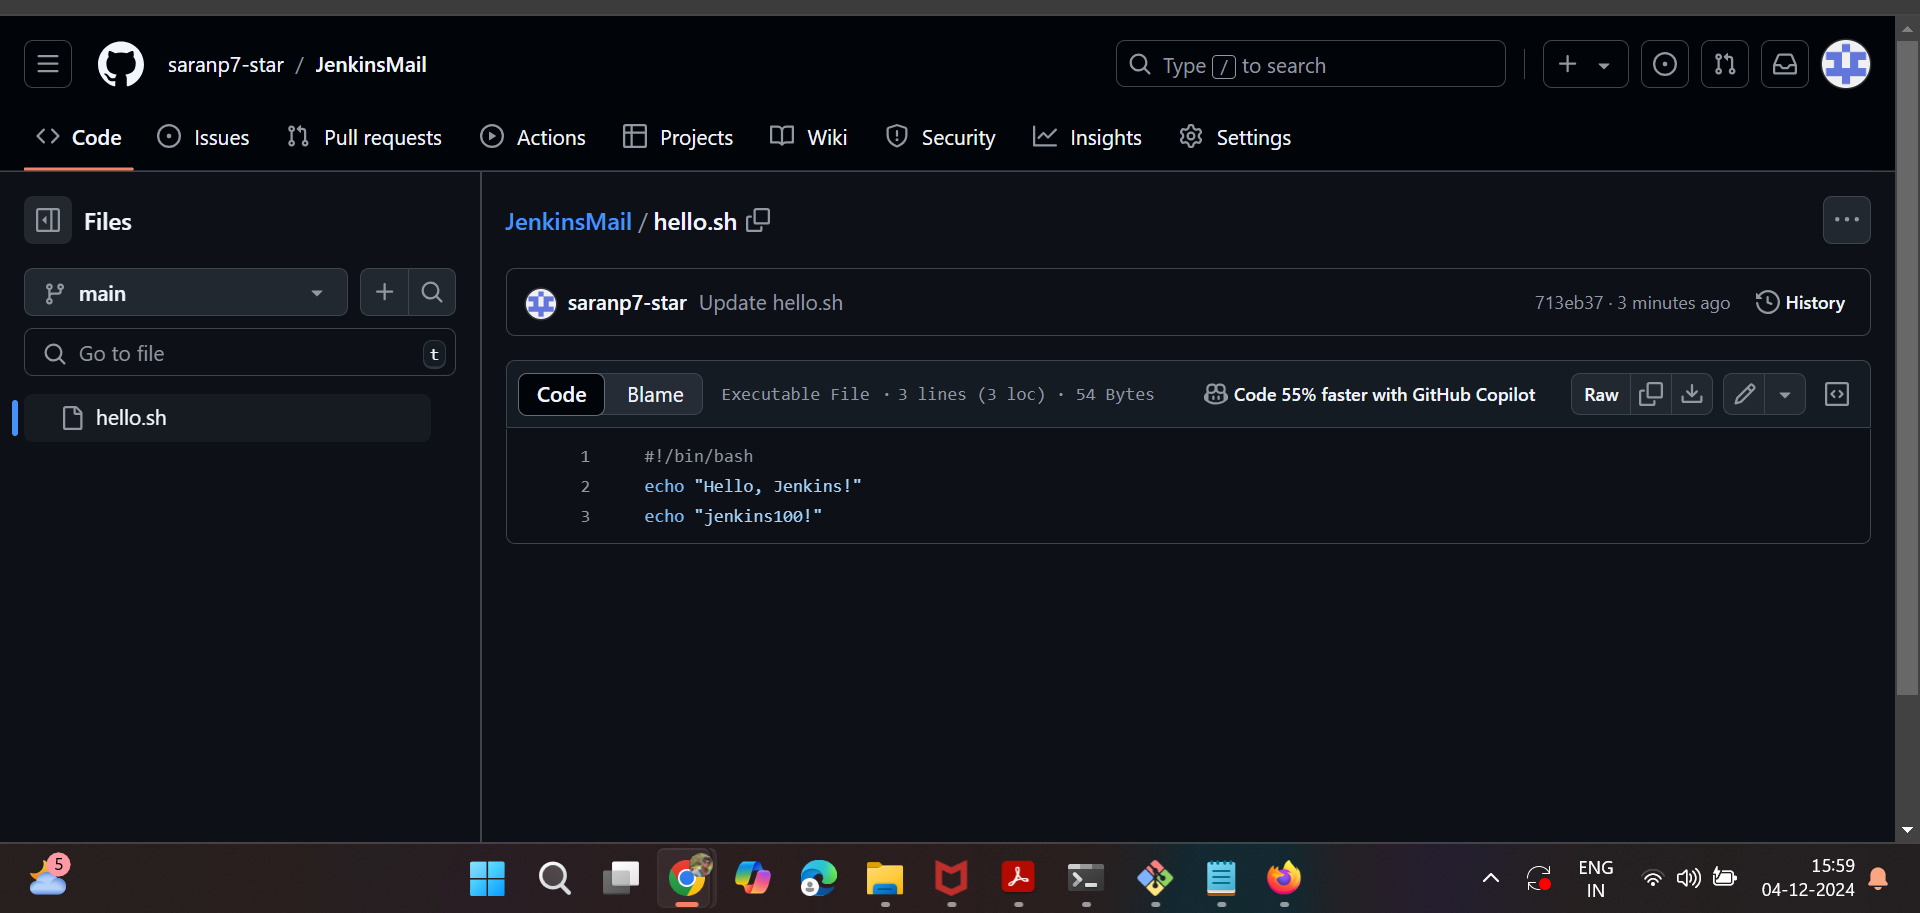 saranp7-star / JenkinsMail
Type / to search
Code Issues Pull requests Actions Projects Wiki Security Insights Settings
Files
main
Go to file t
hello.sh
JenkinsMail / hello.sh
saranp7-star Update hello.sh 713eb37 · 3 minutes ago History
Code Blame Executable File · 3 lines (3 loc) · 54 Bytes Code 55% faster with GitHub Copilot Raw
1 #!/bin/bash
2 echo "Hello, Jenkins!"
3 echo "jenkins100!"
5
ENG
IN
15:59
04-12-2024